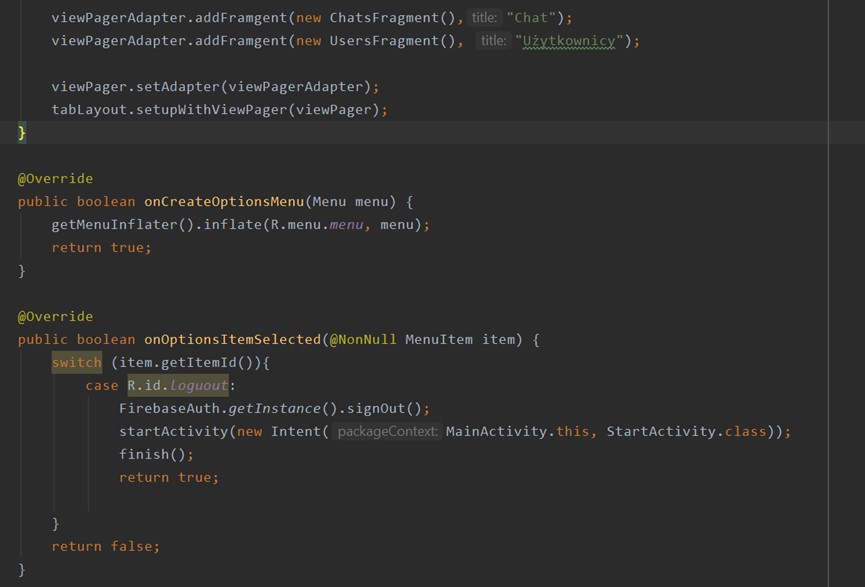 viewPagerAdapter.addFramgent(new ChatsFragment(), title: "Chat");
viewPagerAdapter.addFramgent(new UsersFragment(), title: "Użytkownicy");
viewPager.setAdapter(viewPagerAdapter);
tabLayout.setupWithViewPager(viewPager);
}
@Override
public boolean onCreateOptionsMenu(Menu menu) {
getMenuInflater().inflate(R.menu.menu, menu);
return true;
}
@Override
public boolean onOptionsItemSelected(@NonNull MenuItem item) {
switch (item.getItemId()){
case R.id.loguout:
FirebaseAuth.getInstance().signOut();
startActivity(new Intent( packageContext: MainActivity.this, StartActivity.class));
finish();
return true;
}
return false;
}